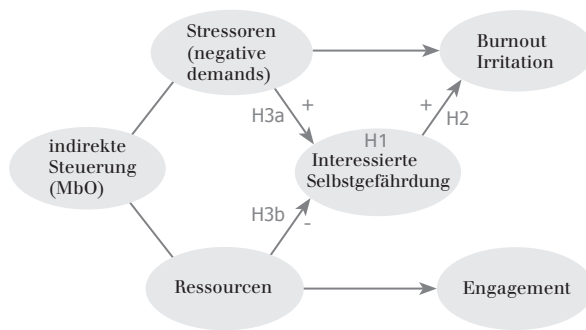 Stressoren
(negative
demands)
Burnout
Irritation
H3a
+
+
H2
H1
indirekte
Steuerung
(MbO)
Interessierte
Selbstgefährdung
H3b
-
Ressourcen
Engagement